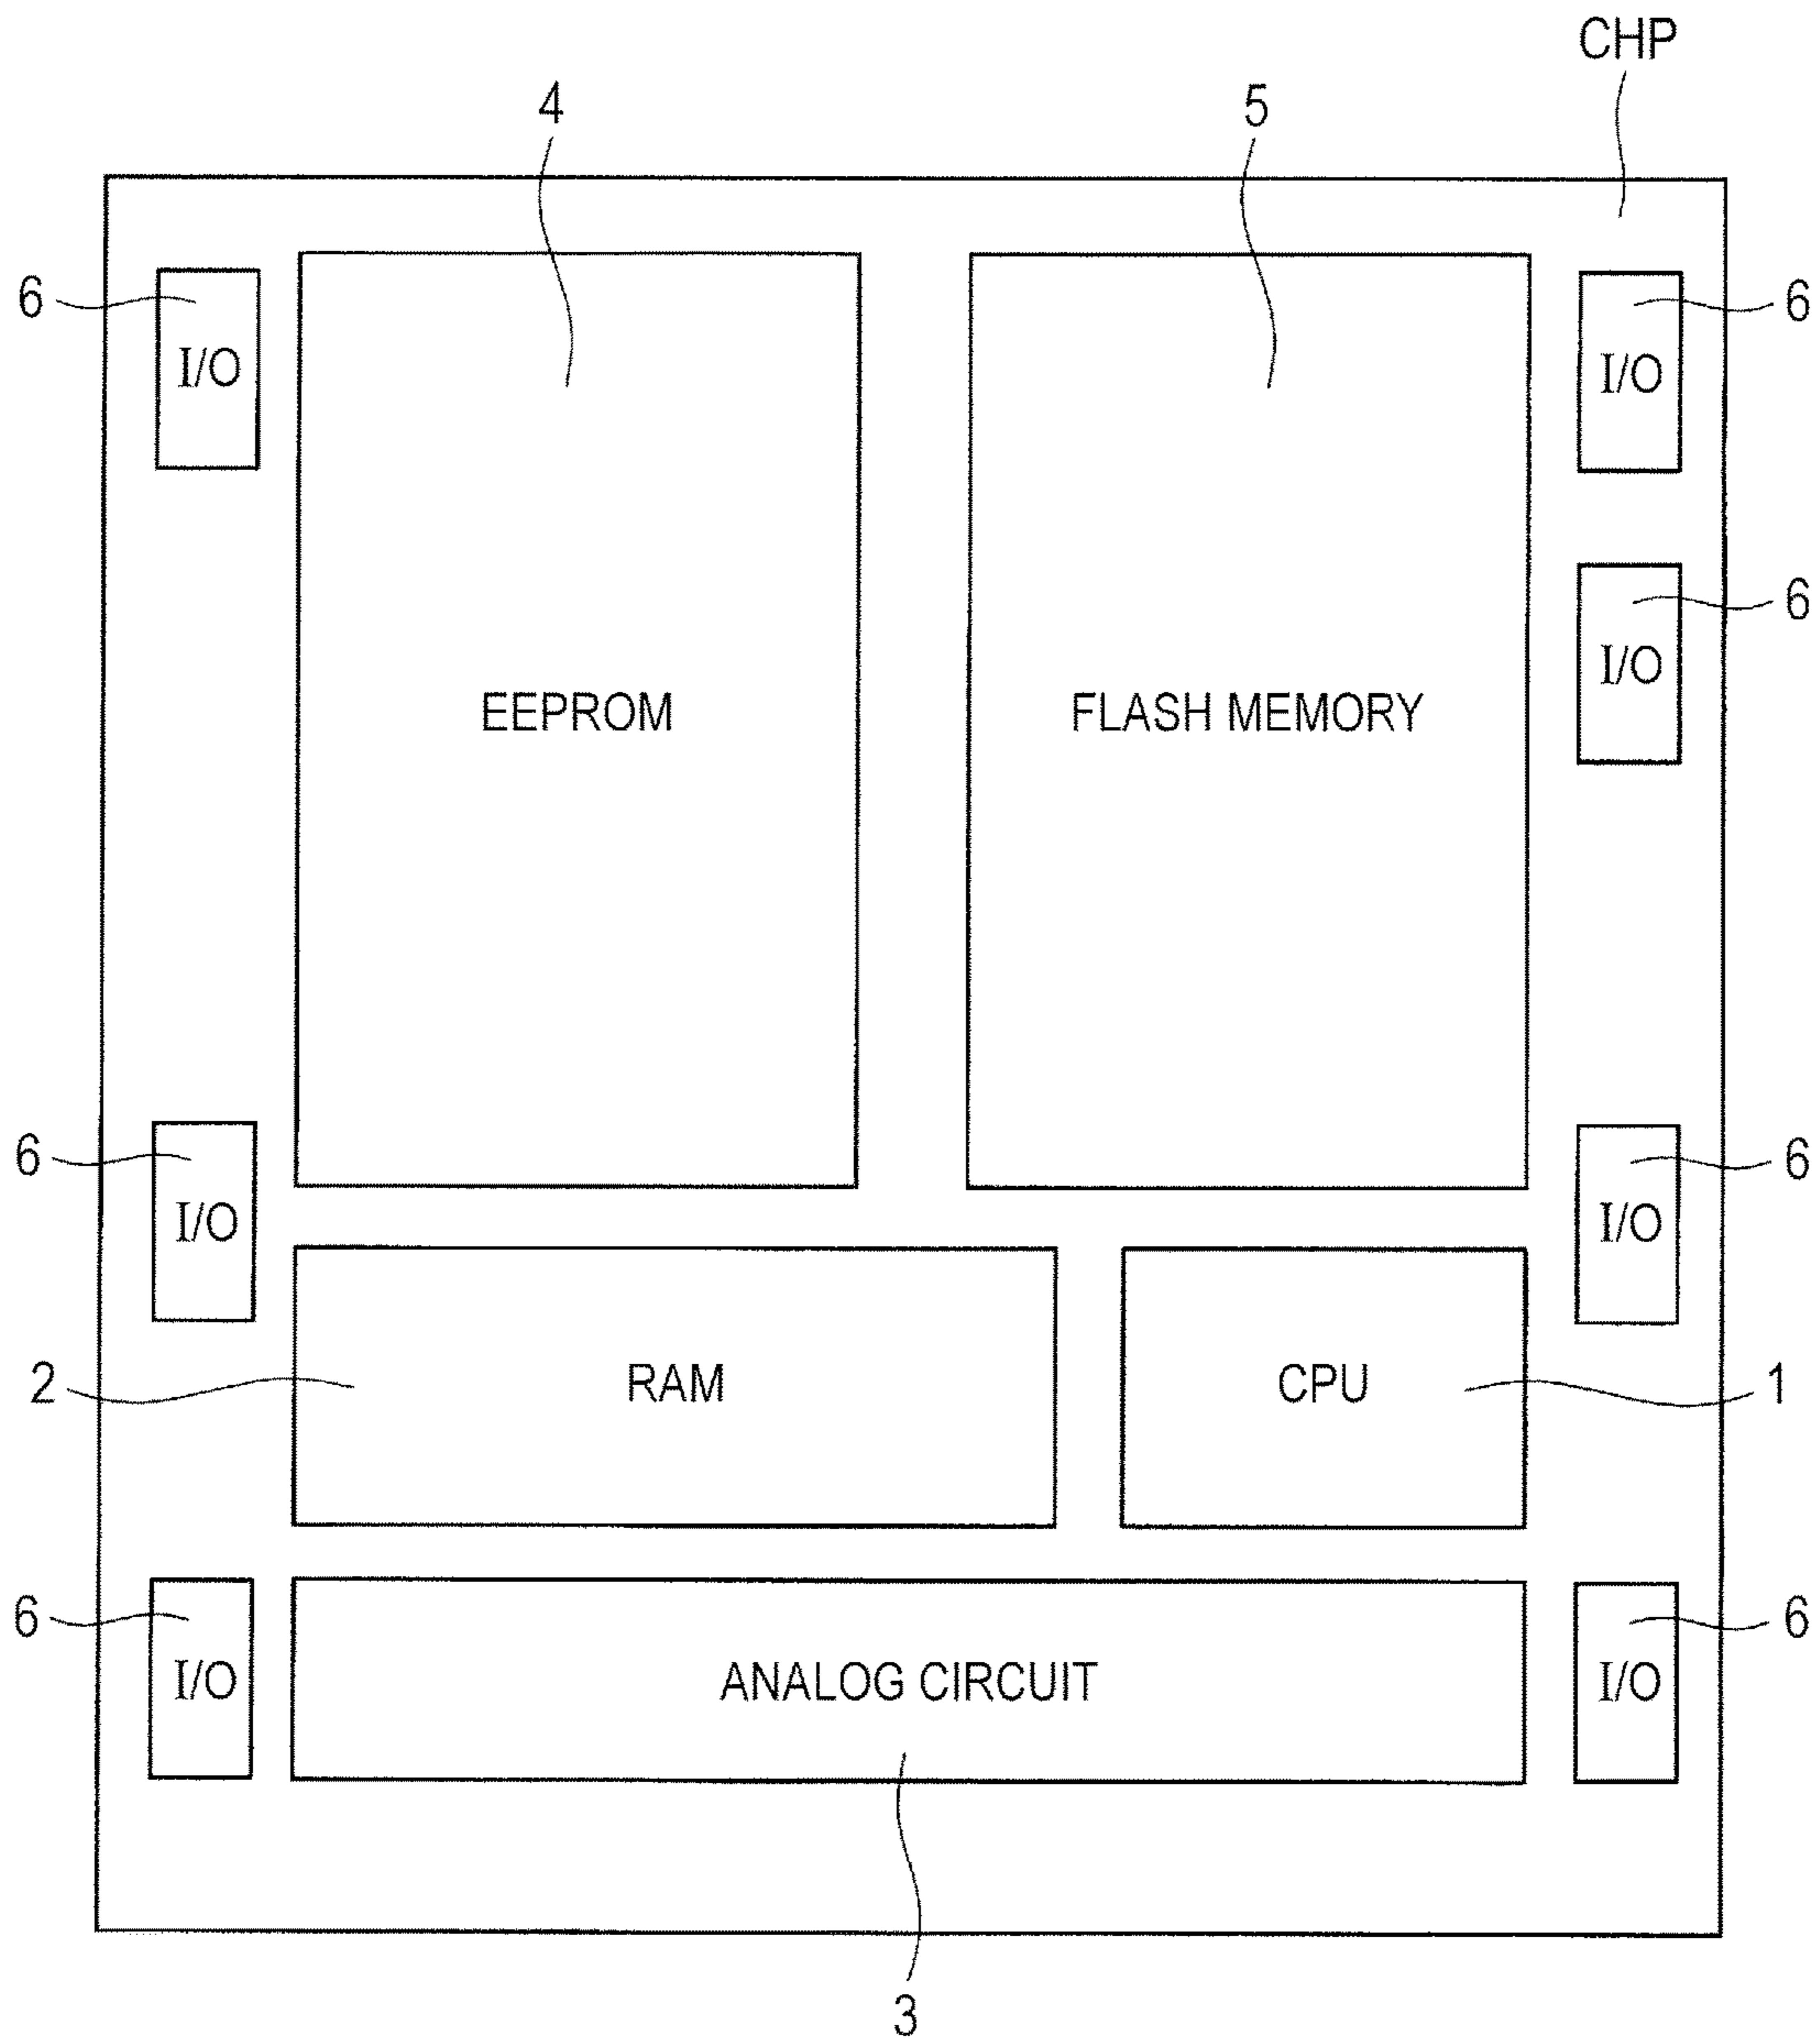 CHP
4
5
6
6
I/O
I/O
6
I/O
EEPROM
FLASH MEMORY
6
6
I/O
I/O
2
RAM
CPU
1
6
6
I/O
ANALOG CIRCUIT
I/O
3